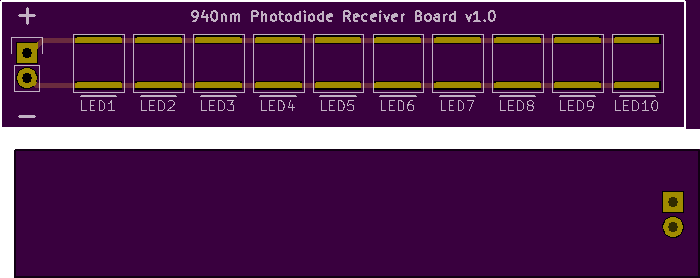 +
940nm Photodiode Receiver Board v1.0
LED1 LED2 LED3 LED4 LED5 LED6 LED7 LED8 LED9 LED10
−